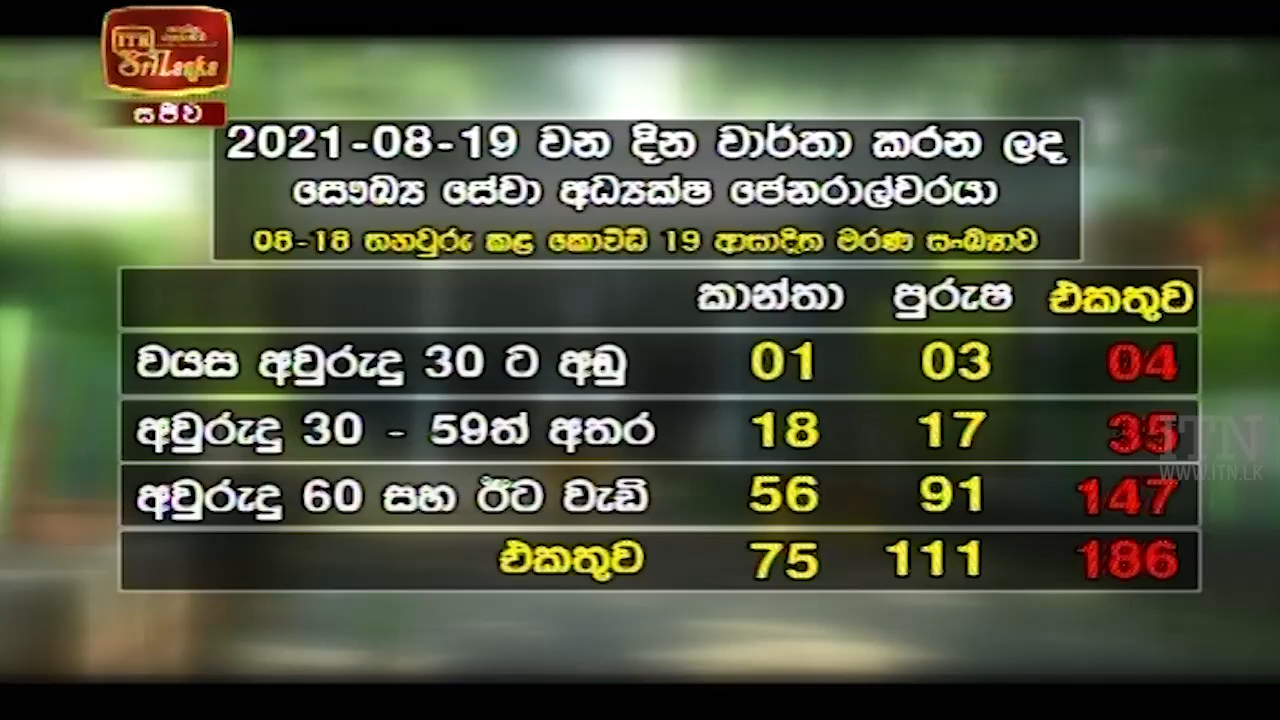 ITN
Sri Lanka
සජීව
2021-08-19 වන දින වාර්තා කරන ලද
සෞඛ්‍ය සේවා අධ්‍යක්ෂ ජේනරාල්වරයා
08-18 තහවුරු කළ කොවිඩ් 19 ආසාදිත මරණ සංඛ්‍යාව
කාන්තා පුරුෂ එකතුව
වයස අවුරුදු 30 ට අඩු 01 03 04
අවුරුදු 30 - 59ත් අතර 18 17 35
අවුරුදු 60 සහ ඊට වැඩි 56 91 147
එකතුව 75 111 186
ITN
WWW.ITN.LK